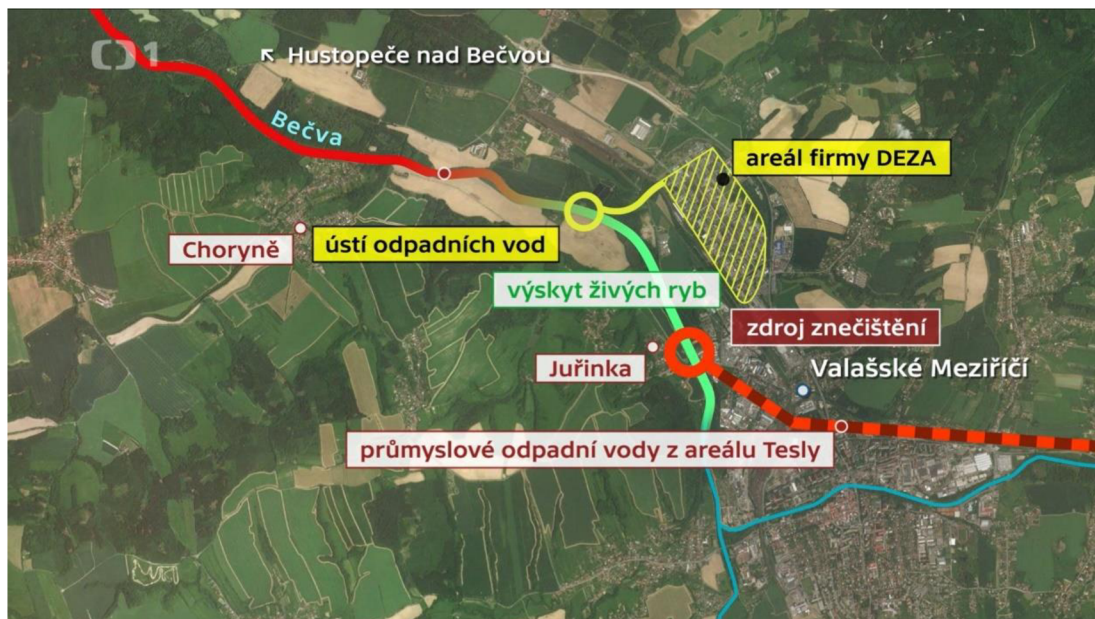 1
Hustopeče nad Bečvou
Bečva
areál firmy DEZA
Choryně
ústí odpadních vod
výskyt živých ryb
zdroj znečištění
Juřinka
Valašské Meziříčí
průmyslové odpadní vody z areálu Tesly